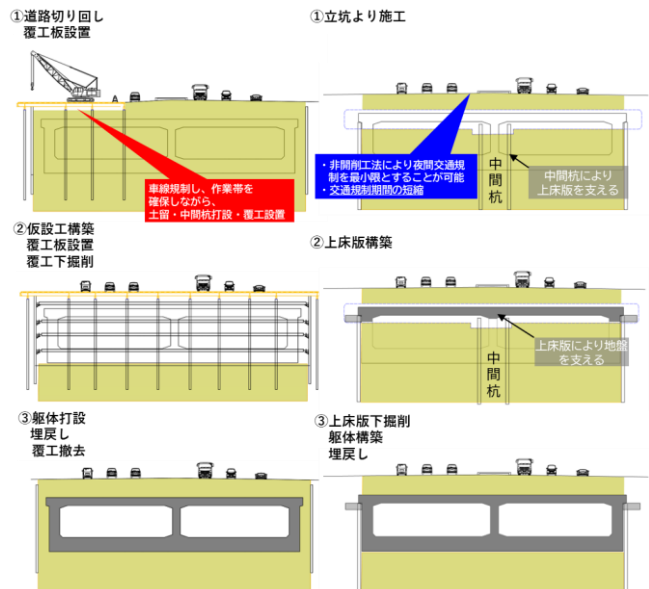 ①道路切り回し
覆工板設置
車線規制し、作業帯を
確保しながら、
土留・中間杭打設・覆工設置
②仮設工構築
覆工板設置
覆工下掘削
③躯体打設
埋戻し
覆工撤去
①立坑より施工
・非開削工法により夜間交通規
制を最小限とすることが可能
・交通規制期間の短縮
中間杭
中間杭により
上床版を支える
②上床版構築
上床版により地盤
を支える
中間杭
③上床版下掘削
躯体構築
埋戻し